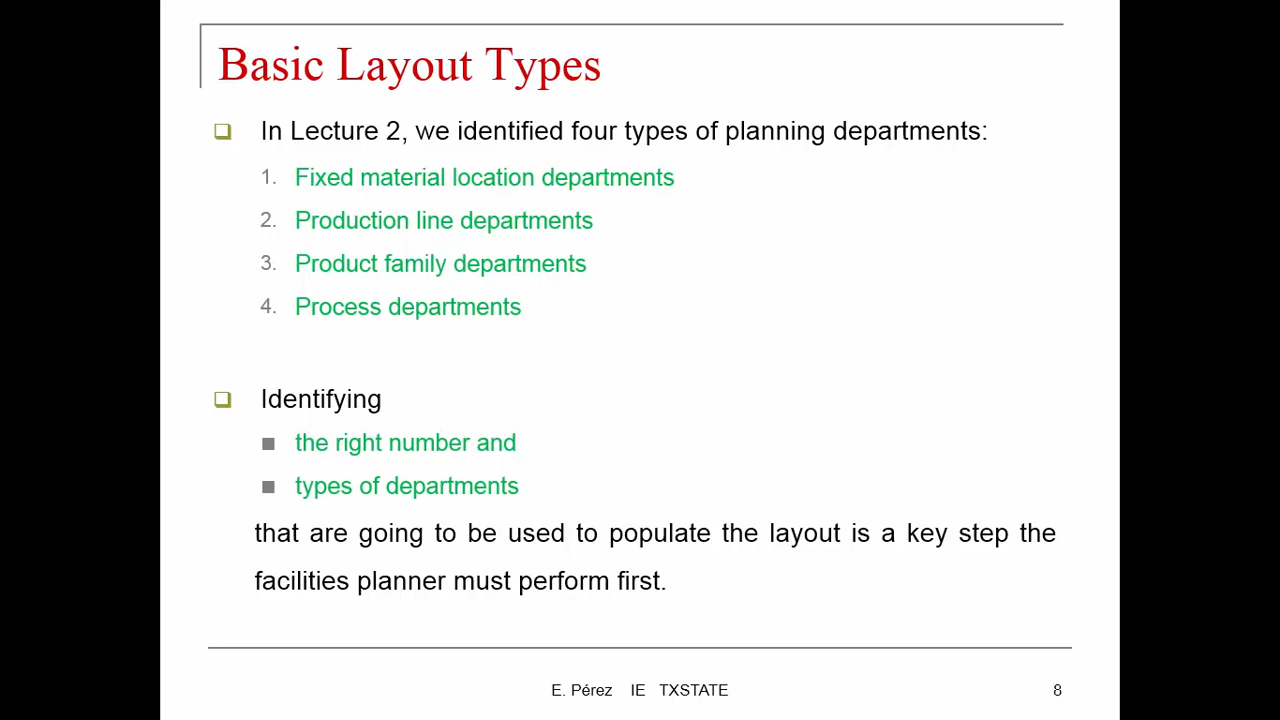 Basic Layout Types
❑ In Lecture 2, we identified four types of planning departments:
1. Fixed material location departments
2. Production line departments
3. Product family departments
4. Process departments
❑ Identifying
■ the right number and
■ types of departments
that are going to be used to populate the layout is a key step the
facilities planner must perform first.
E. Pérez IE TXSTATE 8